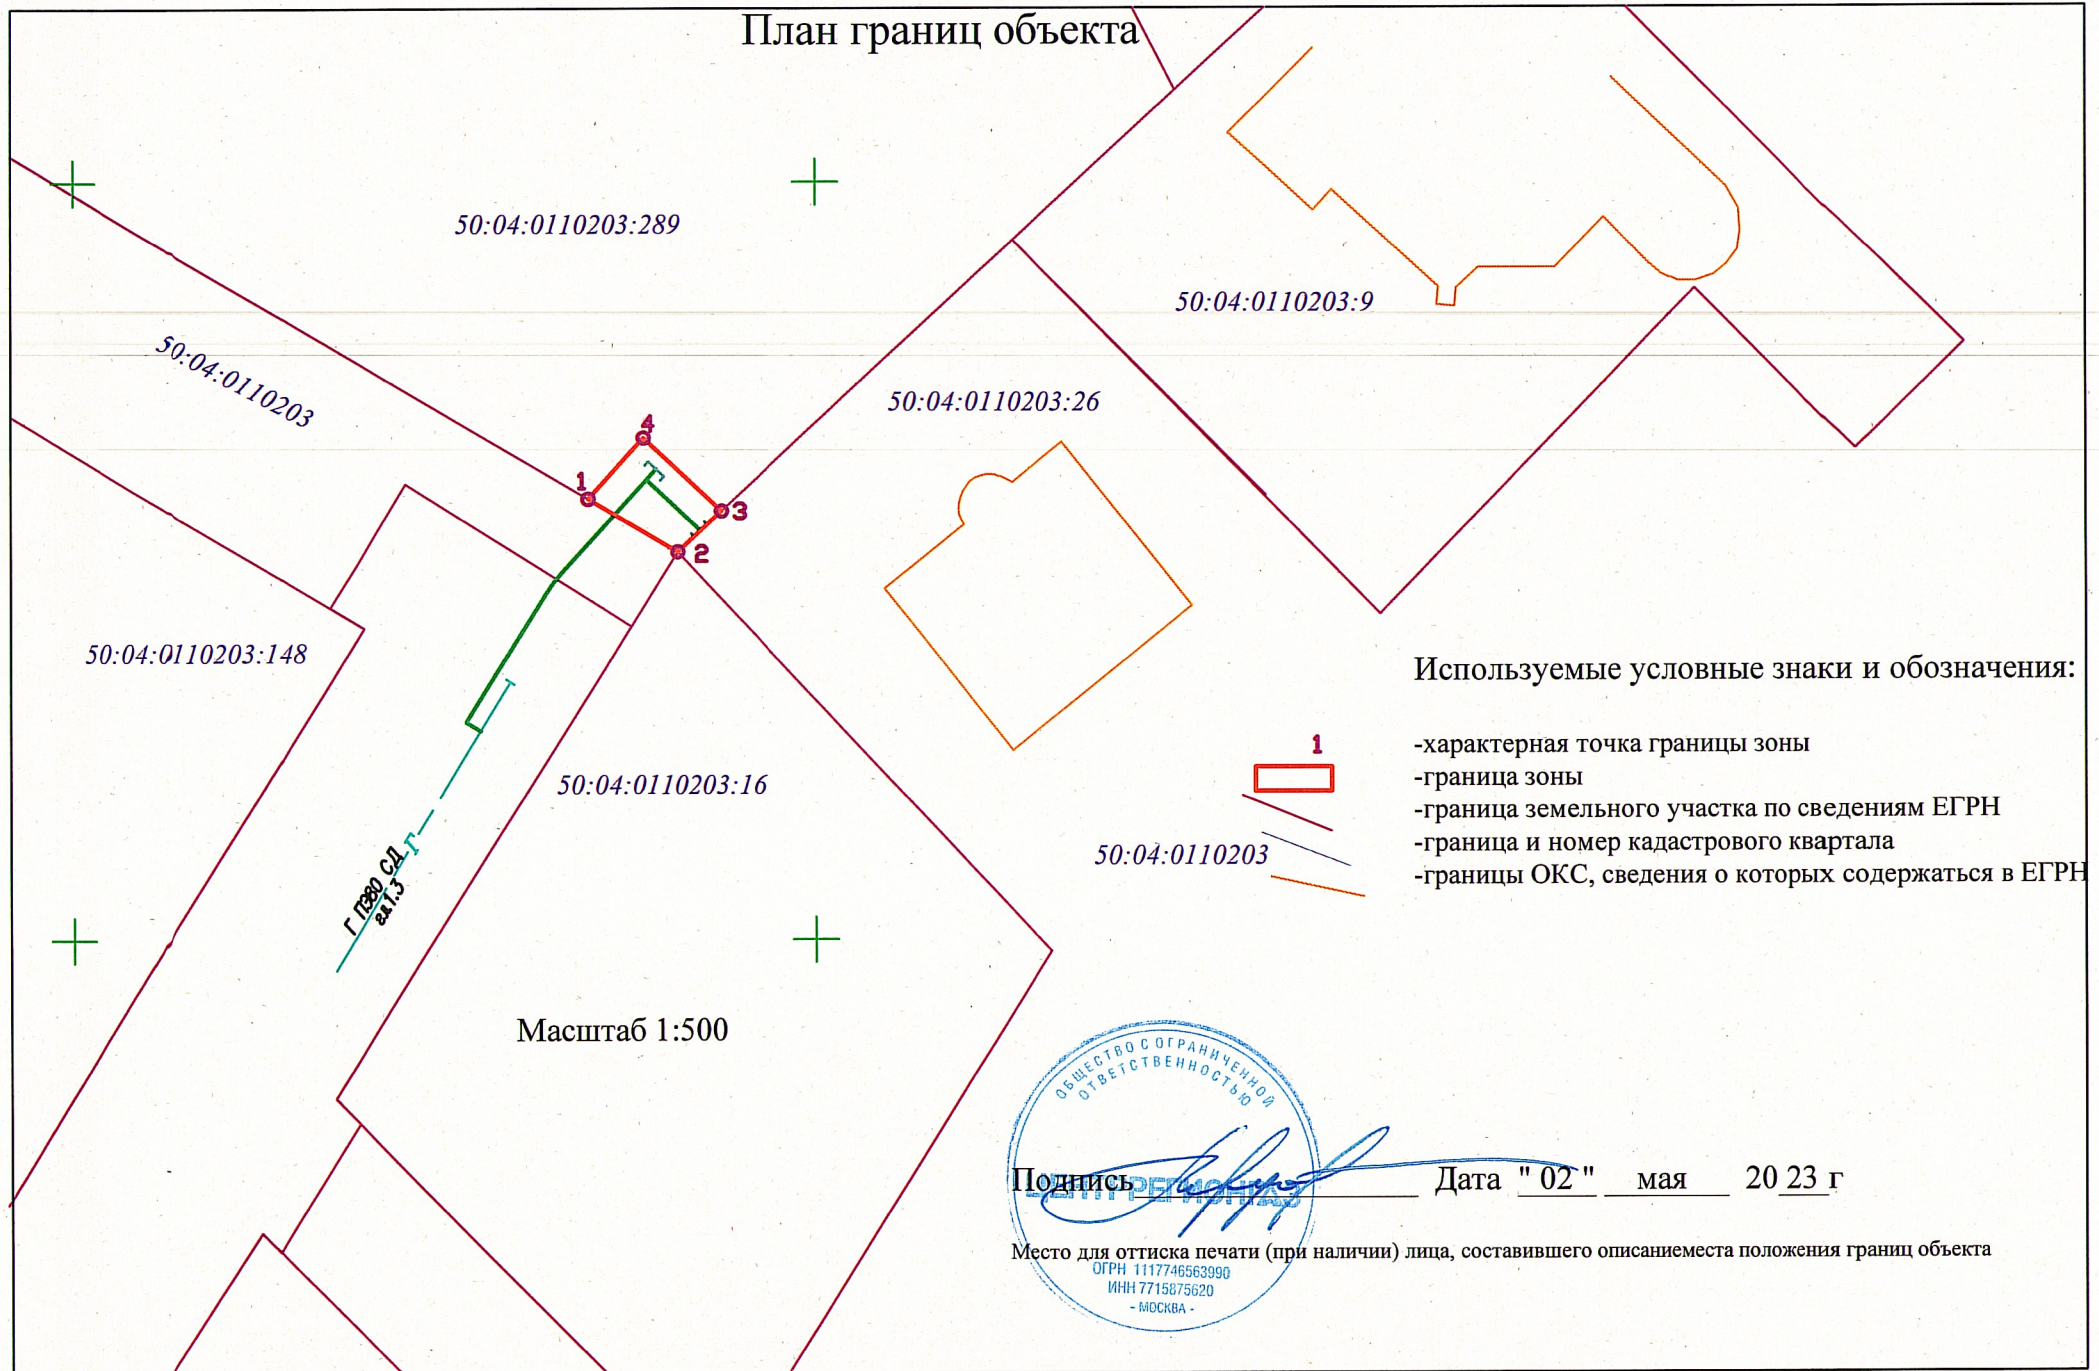 План границ объекта
50:04:0110203:289
50:04:0110203:9
50:04:0110203
50:04:0110203:26
4
1
3
2
50:04:0110203:148
50:04:0110203:16
Г ПЭ80 СД
гл1.3
Г
Используемые условные знаки и обозначения:
1 -характерная точка границы зоны
-граница зоны
-граница земельного участка по сведениям ЕГРН
50:04:0110203 -граница и номер кадастрового квартала
-границы ОКС, сведения о которых содержаться в ЕГРН
Масштаб 1:500
ОБЩЕСТВО С ОГРАНИЧЕННОЙ
ОТВЕТСТВЕННОСТЬЮ
ЦЕНТР РЕГИОНГАЗ
Подпись Дата " 02 " мая 20 23 г
Место для оттиска печати (при наличии) лица, составившего описаниеместа положения границ объекта
ОГРН 1117746563990
ИНН 7715875620
- МОСКВА -